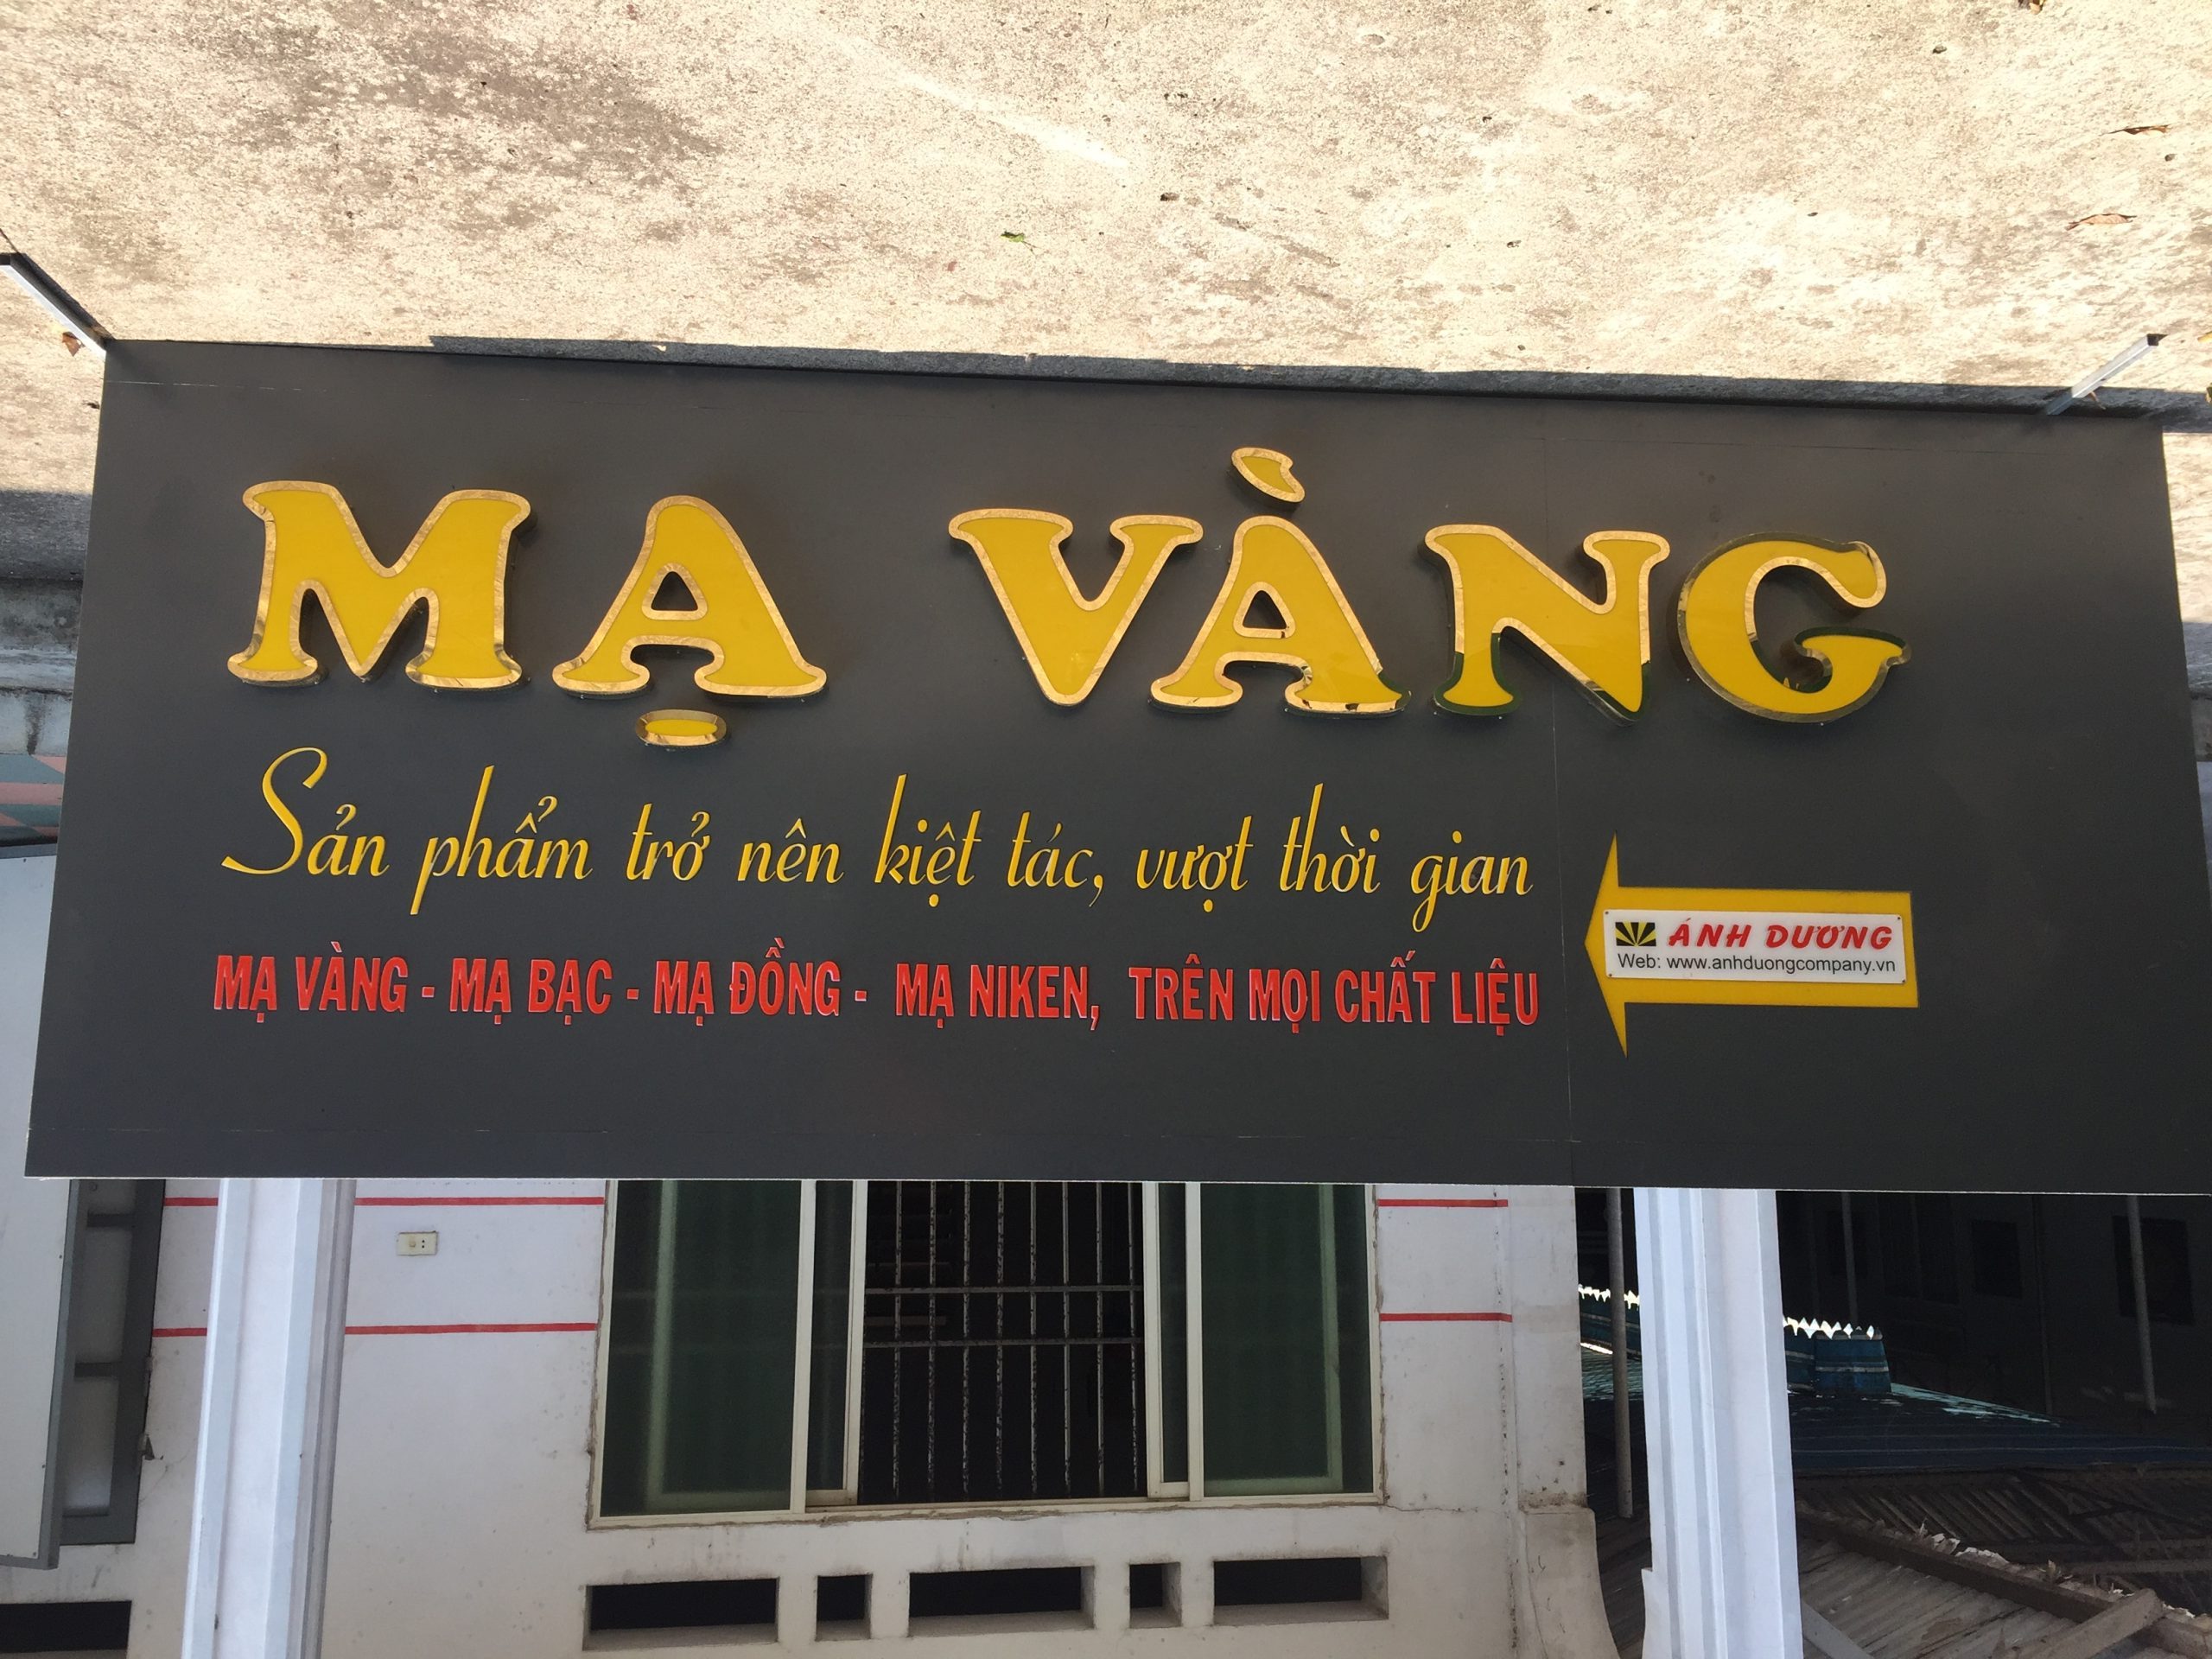 MẠ VÀNG
Sản phẩm trở nên kiệt tác, vượt thời gian
MẠ VÀNG - MẠ BẠC - MẠ ĐỒNG - MẠ NIKEN, TRÊN MỌI CHẤT LIỆU
ÁNH DƯƠNG
Web: www.anhduongcompany.vn